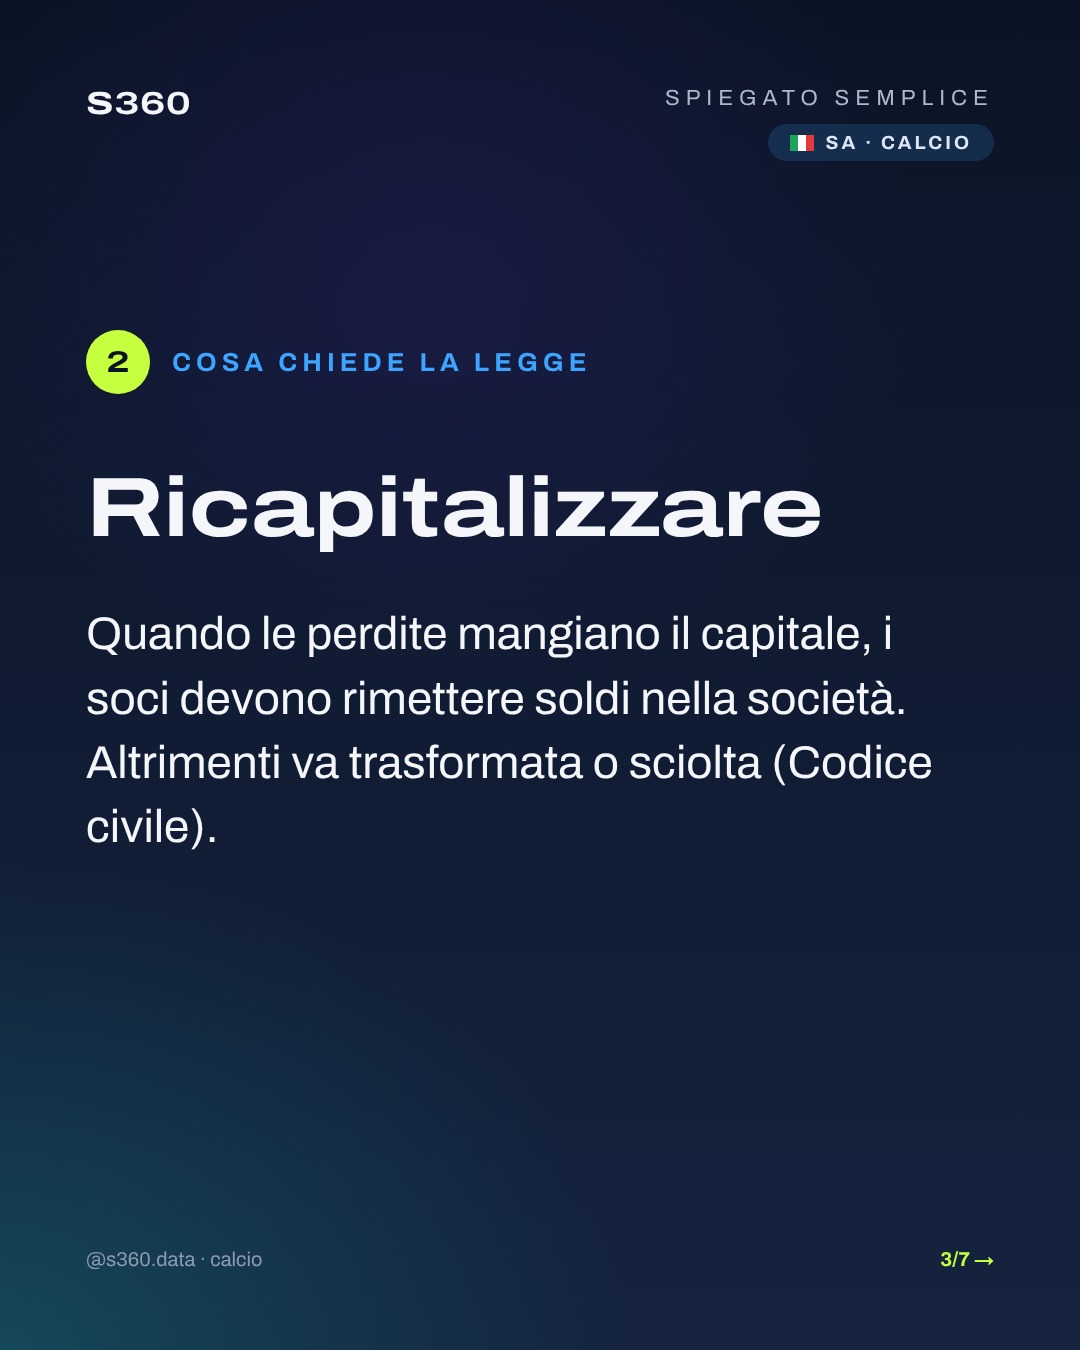 S360
SPIEGATO SEMPLICE
SA · CALCIO
2
COSA CHIEDE LA LEGGE
Ricapitalizzare
Quando le perdite mangiano il capitale, i
soci devono rimettere soldi nella società.
Altrimenti va trasformata o sciolta (Codice
civile).
@s360.data · calcio
3/7 →